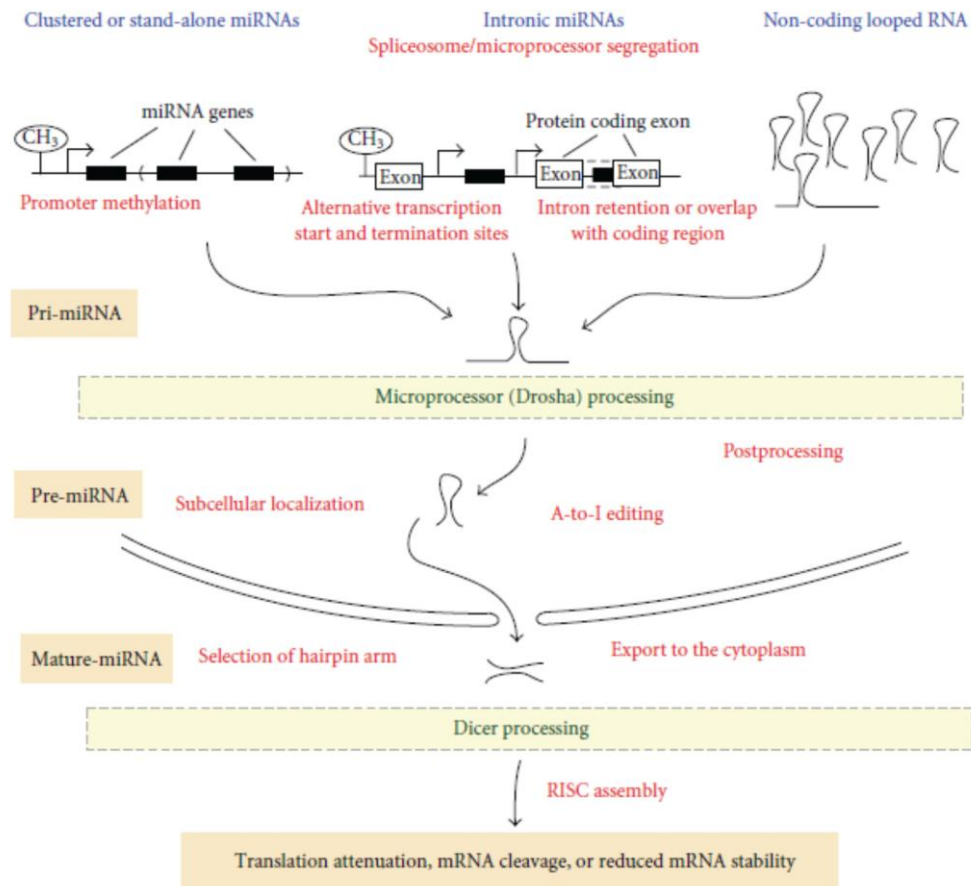 Clustered or stand-alone miRNAs
Intronic miRNAs
Non-coding looped RNA
Spliceosome/microprocessor segregation
miRNA genes
Protein coding exon
CH3
CH3
Exon
Exon
Exon
Promoter methylation
Alternative transcription
start and termination sites
Intron retention or overlap
with coding region
Pri-miRNA
Microprocessor (Drosha) processing
Postprocessing
Pre-miRNA
Subcellular localization
A-to-I editing
Mature-miRNA
Selection of hairpin arm
Export to the cytoplasm
Dicer processing
RISC assembly
Translation attenuation, mRNA cleavage, or reduced mRNA stability